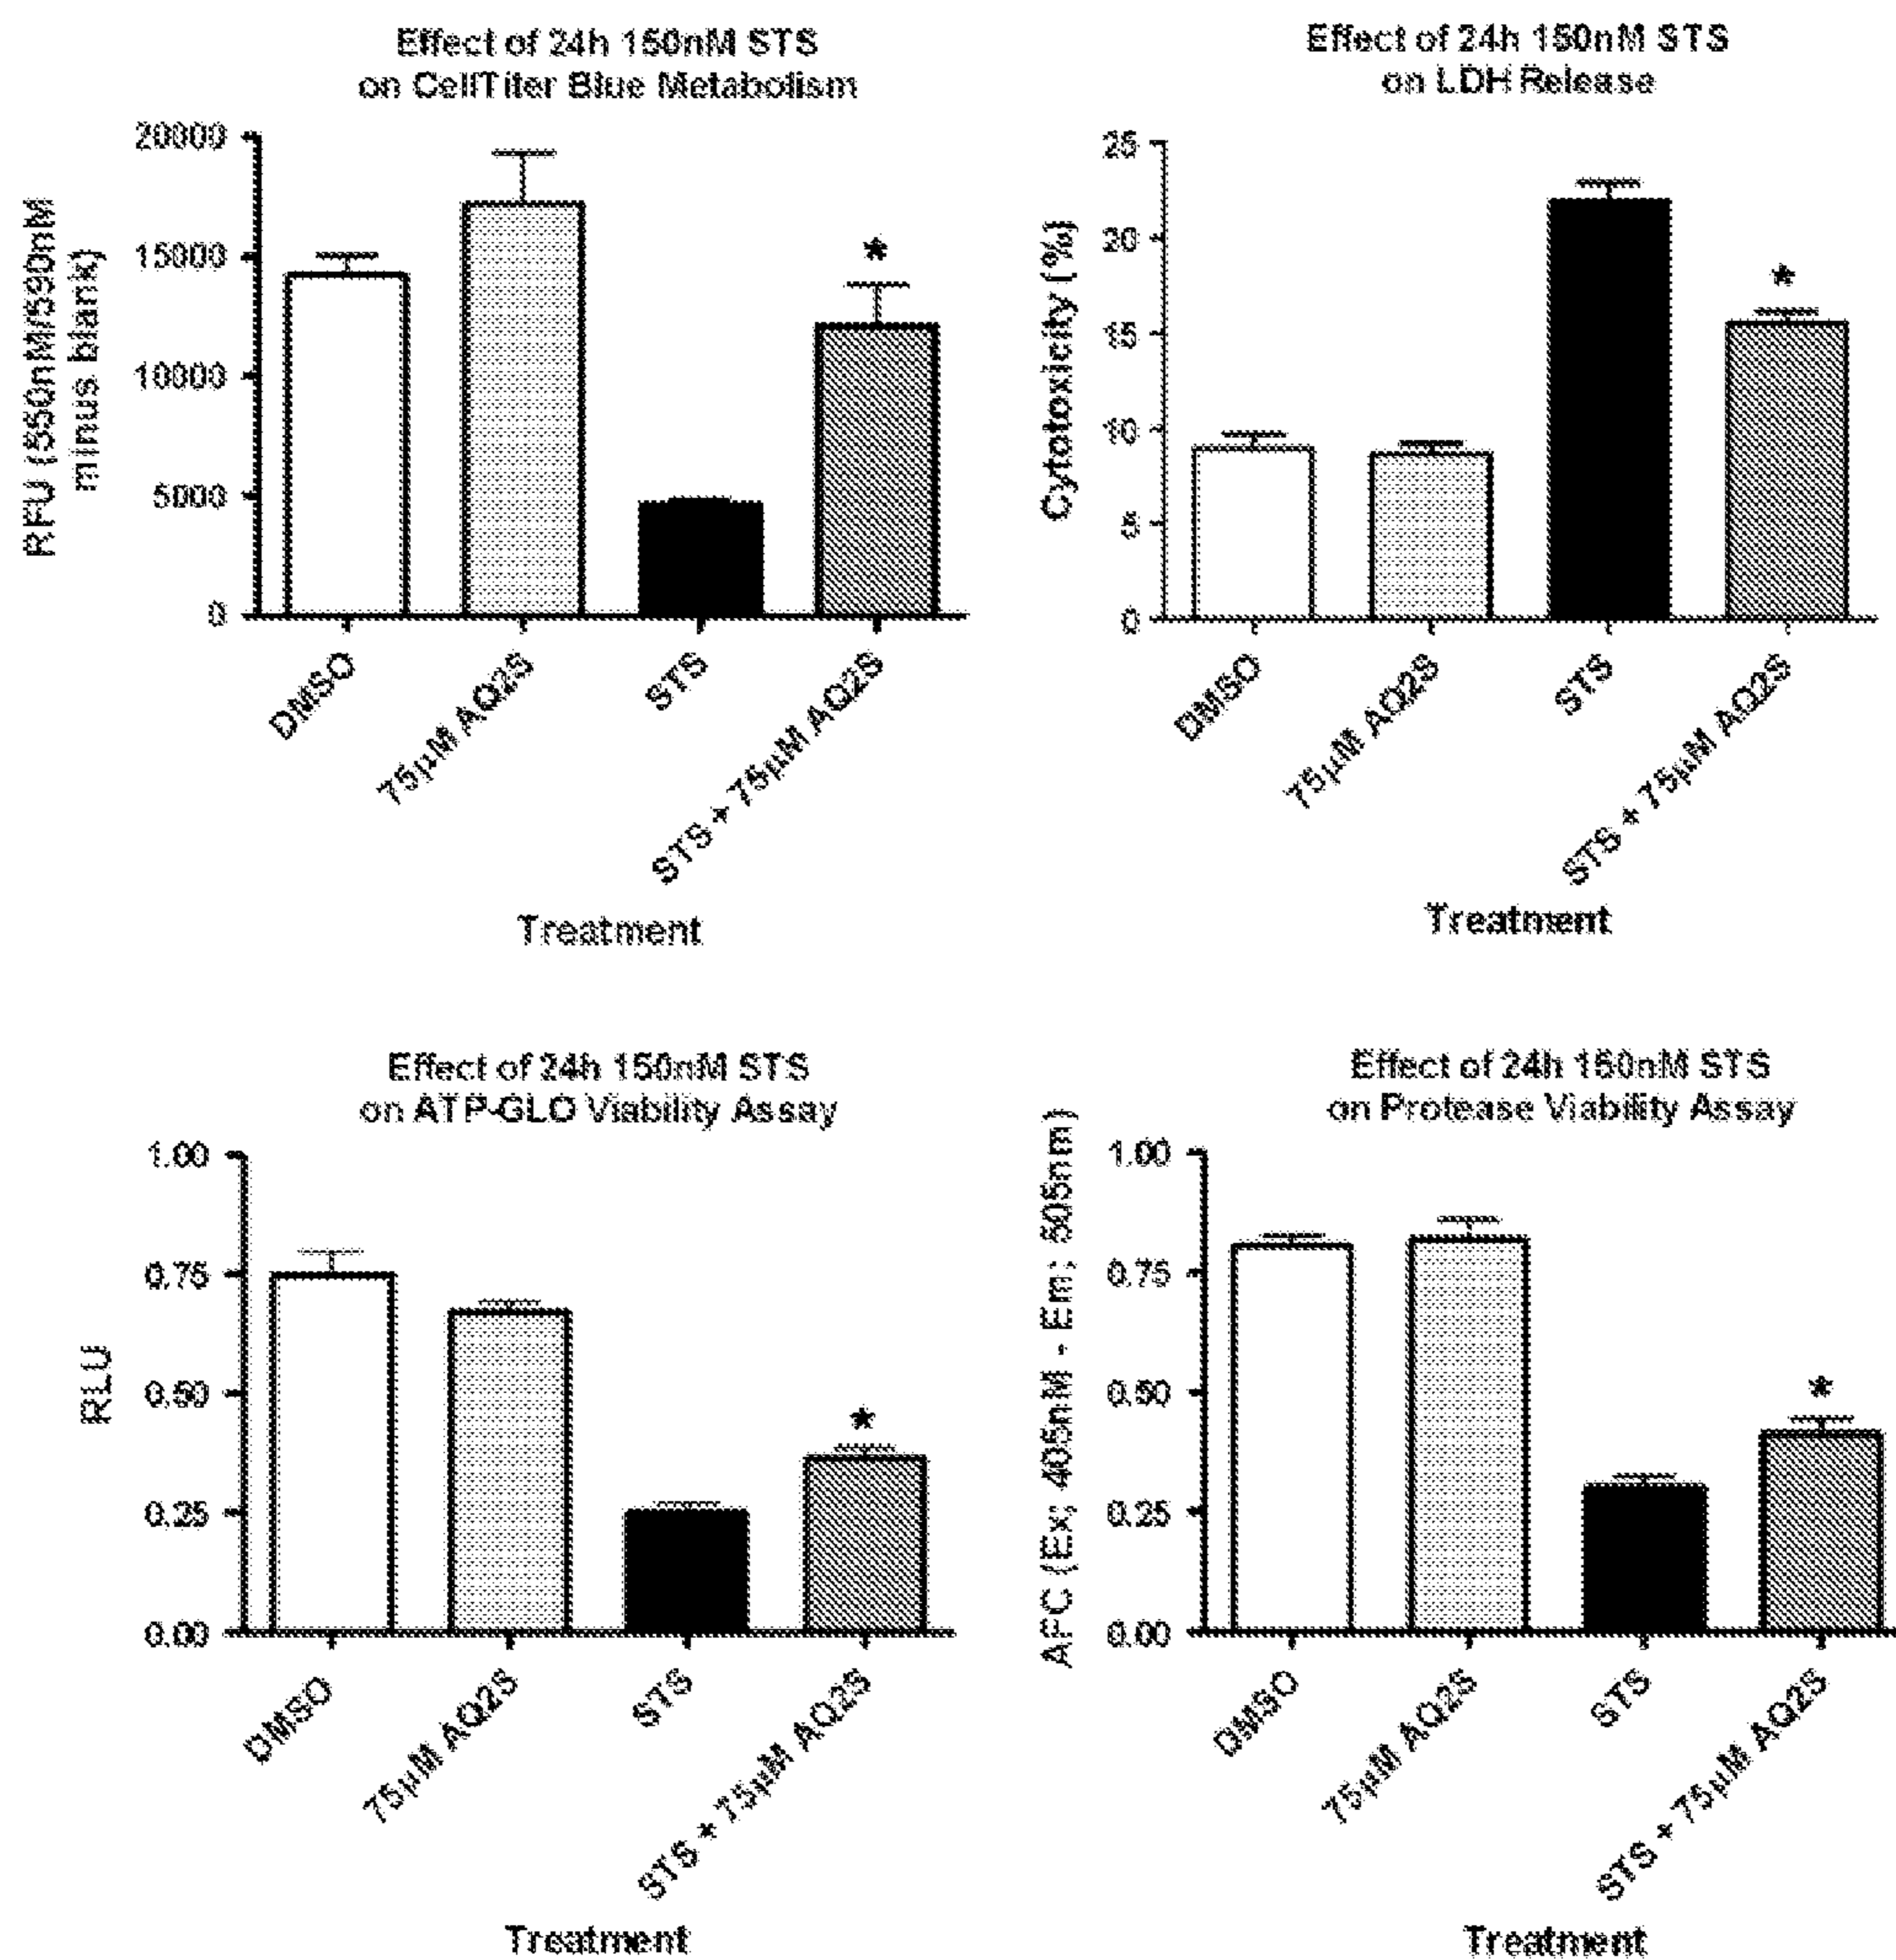 Effect of 24h 150nM STS
on CellTiter Blue Metabolism
RFU (550nM/590nM
minus blank)
20000
15000
10000
5000
0
*
DMSO
75µM AQ2S
STS
STS + 75µM AQ2S
Treatment
Effect of 24h 150nM STS
on LDH Release
Cytotoxicity (%)
25
20
15
10
5
0
*
DMSO
75µM AQ2S
STS
STS + 75µM AQ2S
Treatment
Effect of 24h 150nM STS
on ATP-GLO Viability Assay
RLU
1.00
0.75
0.50
0.25
0.00
*
DMSO
75µM AQ2S
STS
STS + 75µM AQ2S
Treatment
Effect of 24h 150nM STS
on Protease Viability Assay
AFC (Ex; 405nM - Em; 505nm)
1.00
0.75
0.50
0.25
0.00
*
DMSO
75µM AQ2S
STS
STS + 75µM AQ2S
Treatment